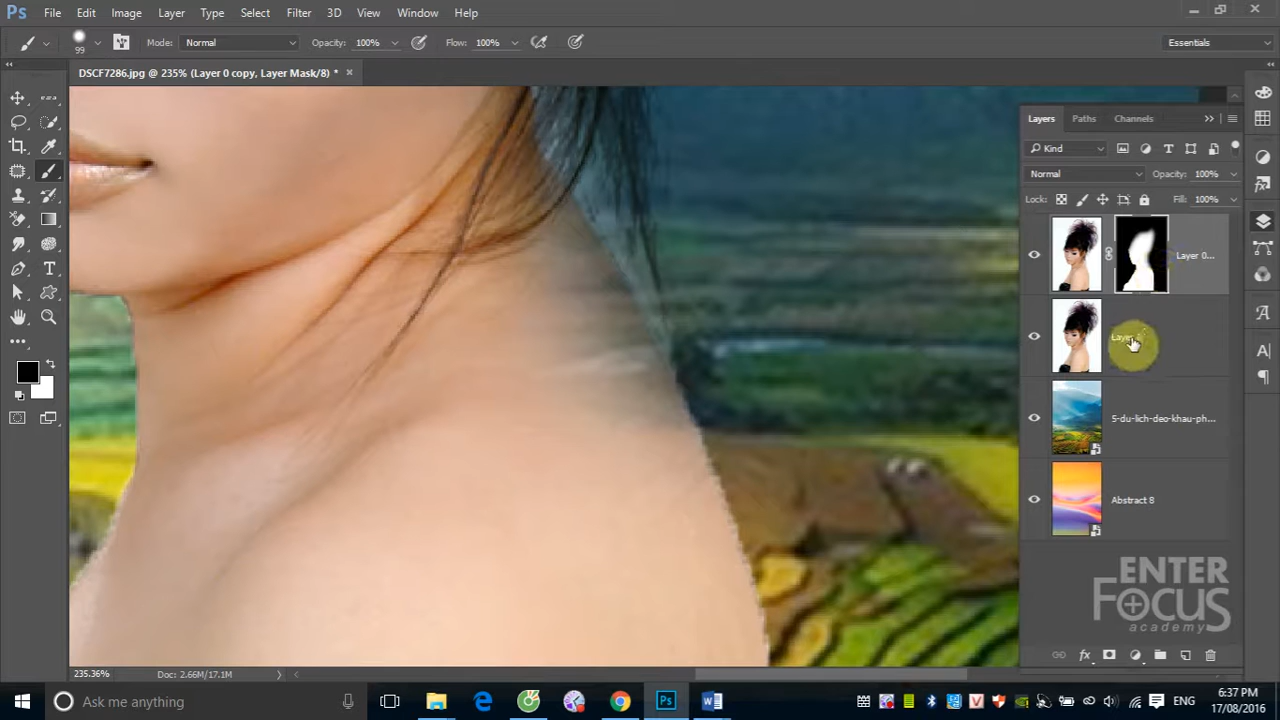 Ps File Edit Image Layer Type Select Filter 3D View Window Help
99 Mode: Normal Opacity: 100% Flow: 100% Essentials
DSCF7286.jpg @ 235% (Layer 0 copy, Layer Mask/8) * ×
Layers Paths Channels
Kind
Normal Opacity: 100%
Lock: Fill: 100%
Layer 0...
5-du-lich-deo-khau-ph...
Abstract 8
ENTER
FOCUS
academy
235.36% Doc: 2.66M/17.1M
Ask me anything ENG
6:37 PM
17/08/2016